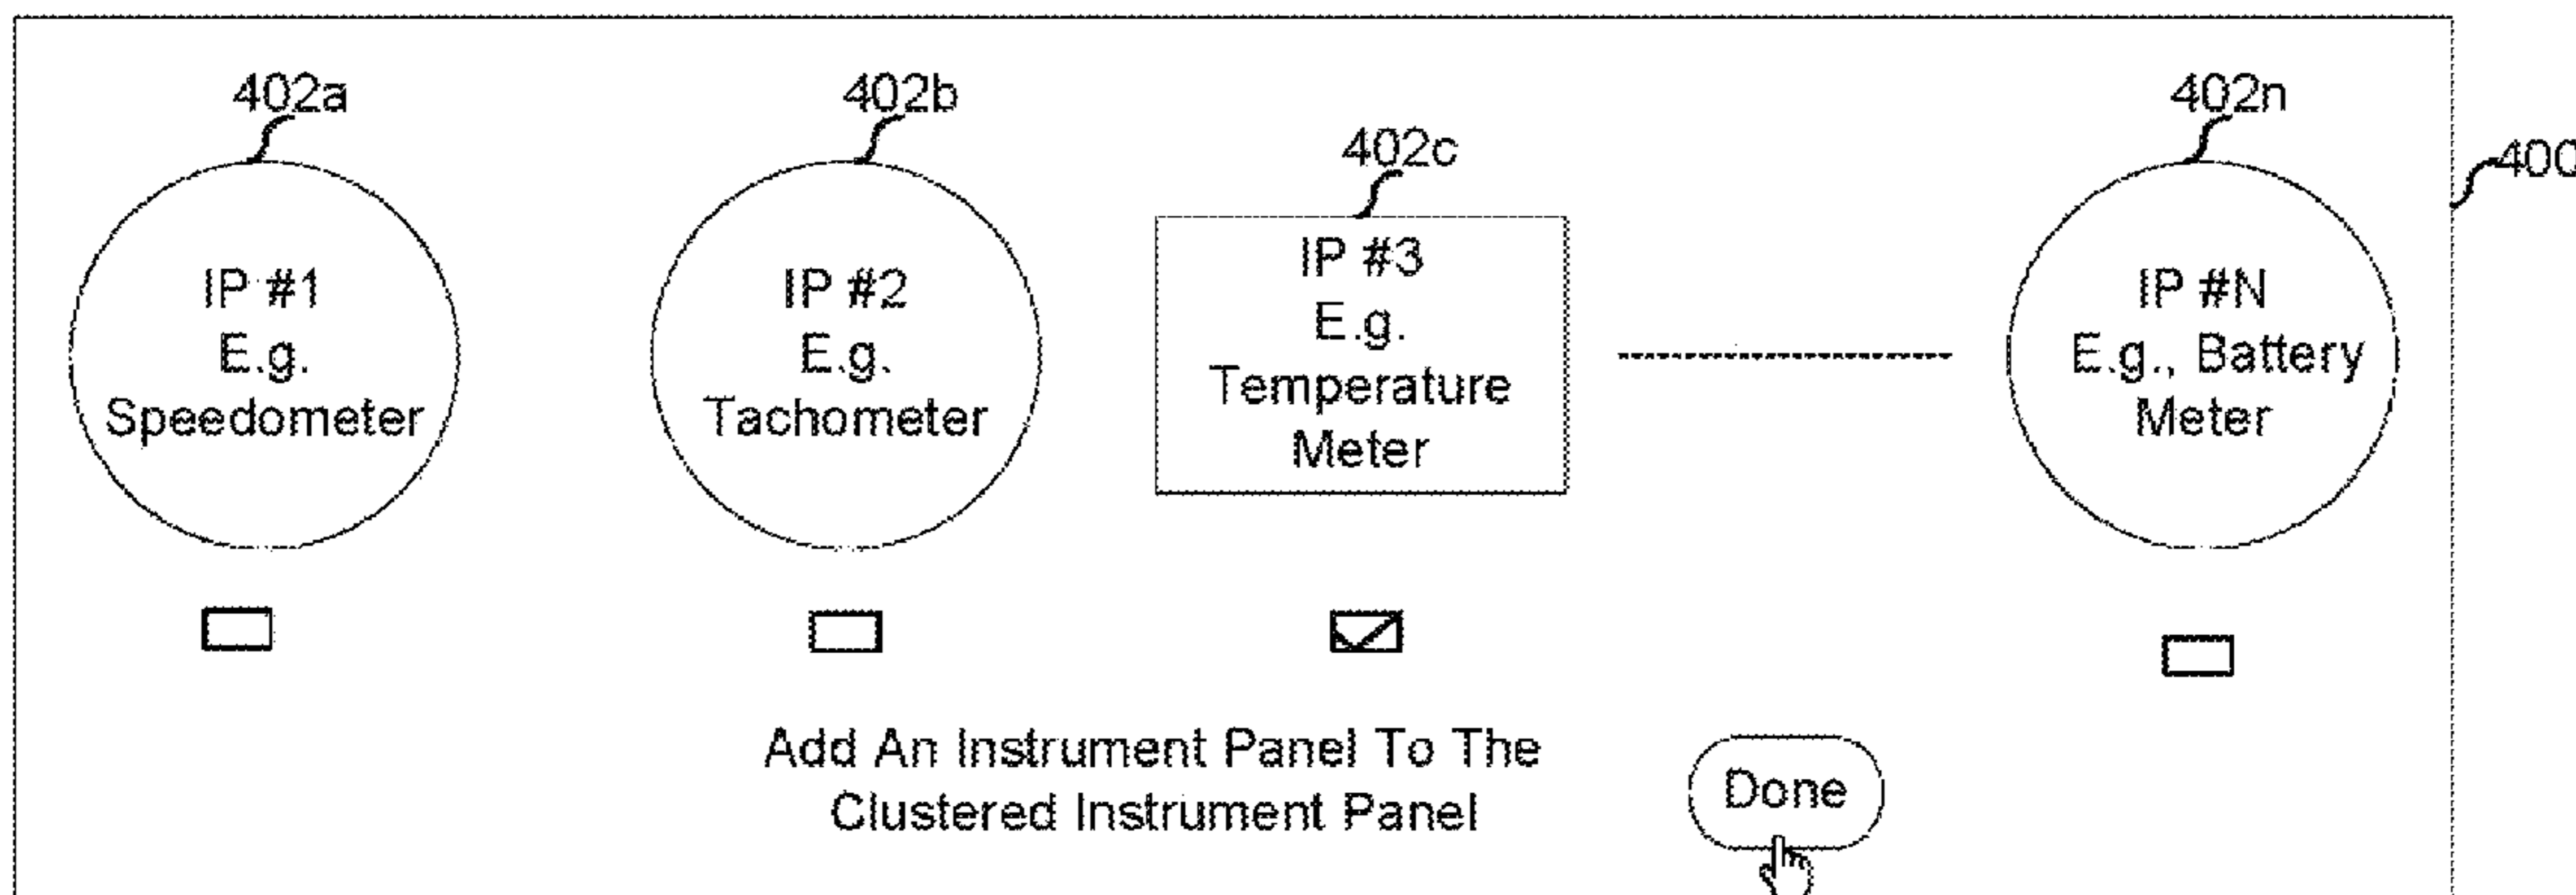 402a
402b
402c
402n
400
IP #1
E.g.
Speedometer
IP #2
E.g.
Tachometer
IP #3
E.g.
Temperature
Meter
IP #N
E.g., Battery
Meter
Add An Instrument Panel To The
Clustered Instrument Panel
Done